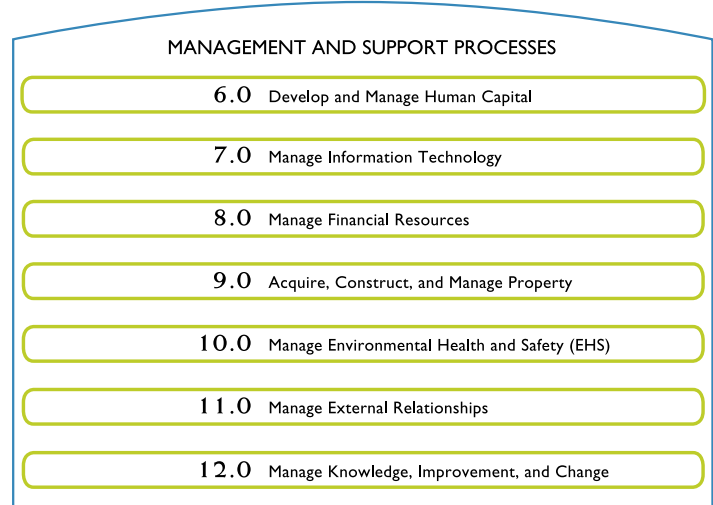 MANAGEMENT AND SUPPORT PROCESSES
6.0 Develop and Manage Human Capital
7.0 Manage Information Technology
8.0 Manage Financial Resources
9.0 Acquire, Construct, and Manage Property
10.0 Manage Environmental Health and Safety (EHS)
11.0 Manage External Relationships
12.0 Manage Knowledge, Improvement, and Change